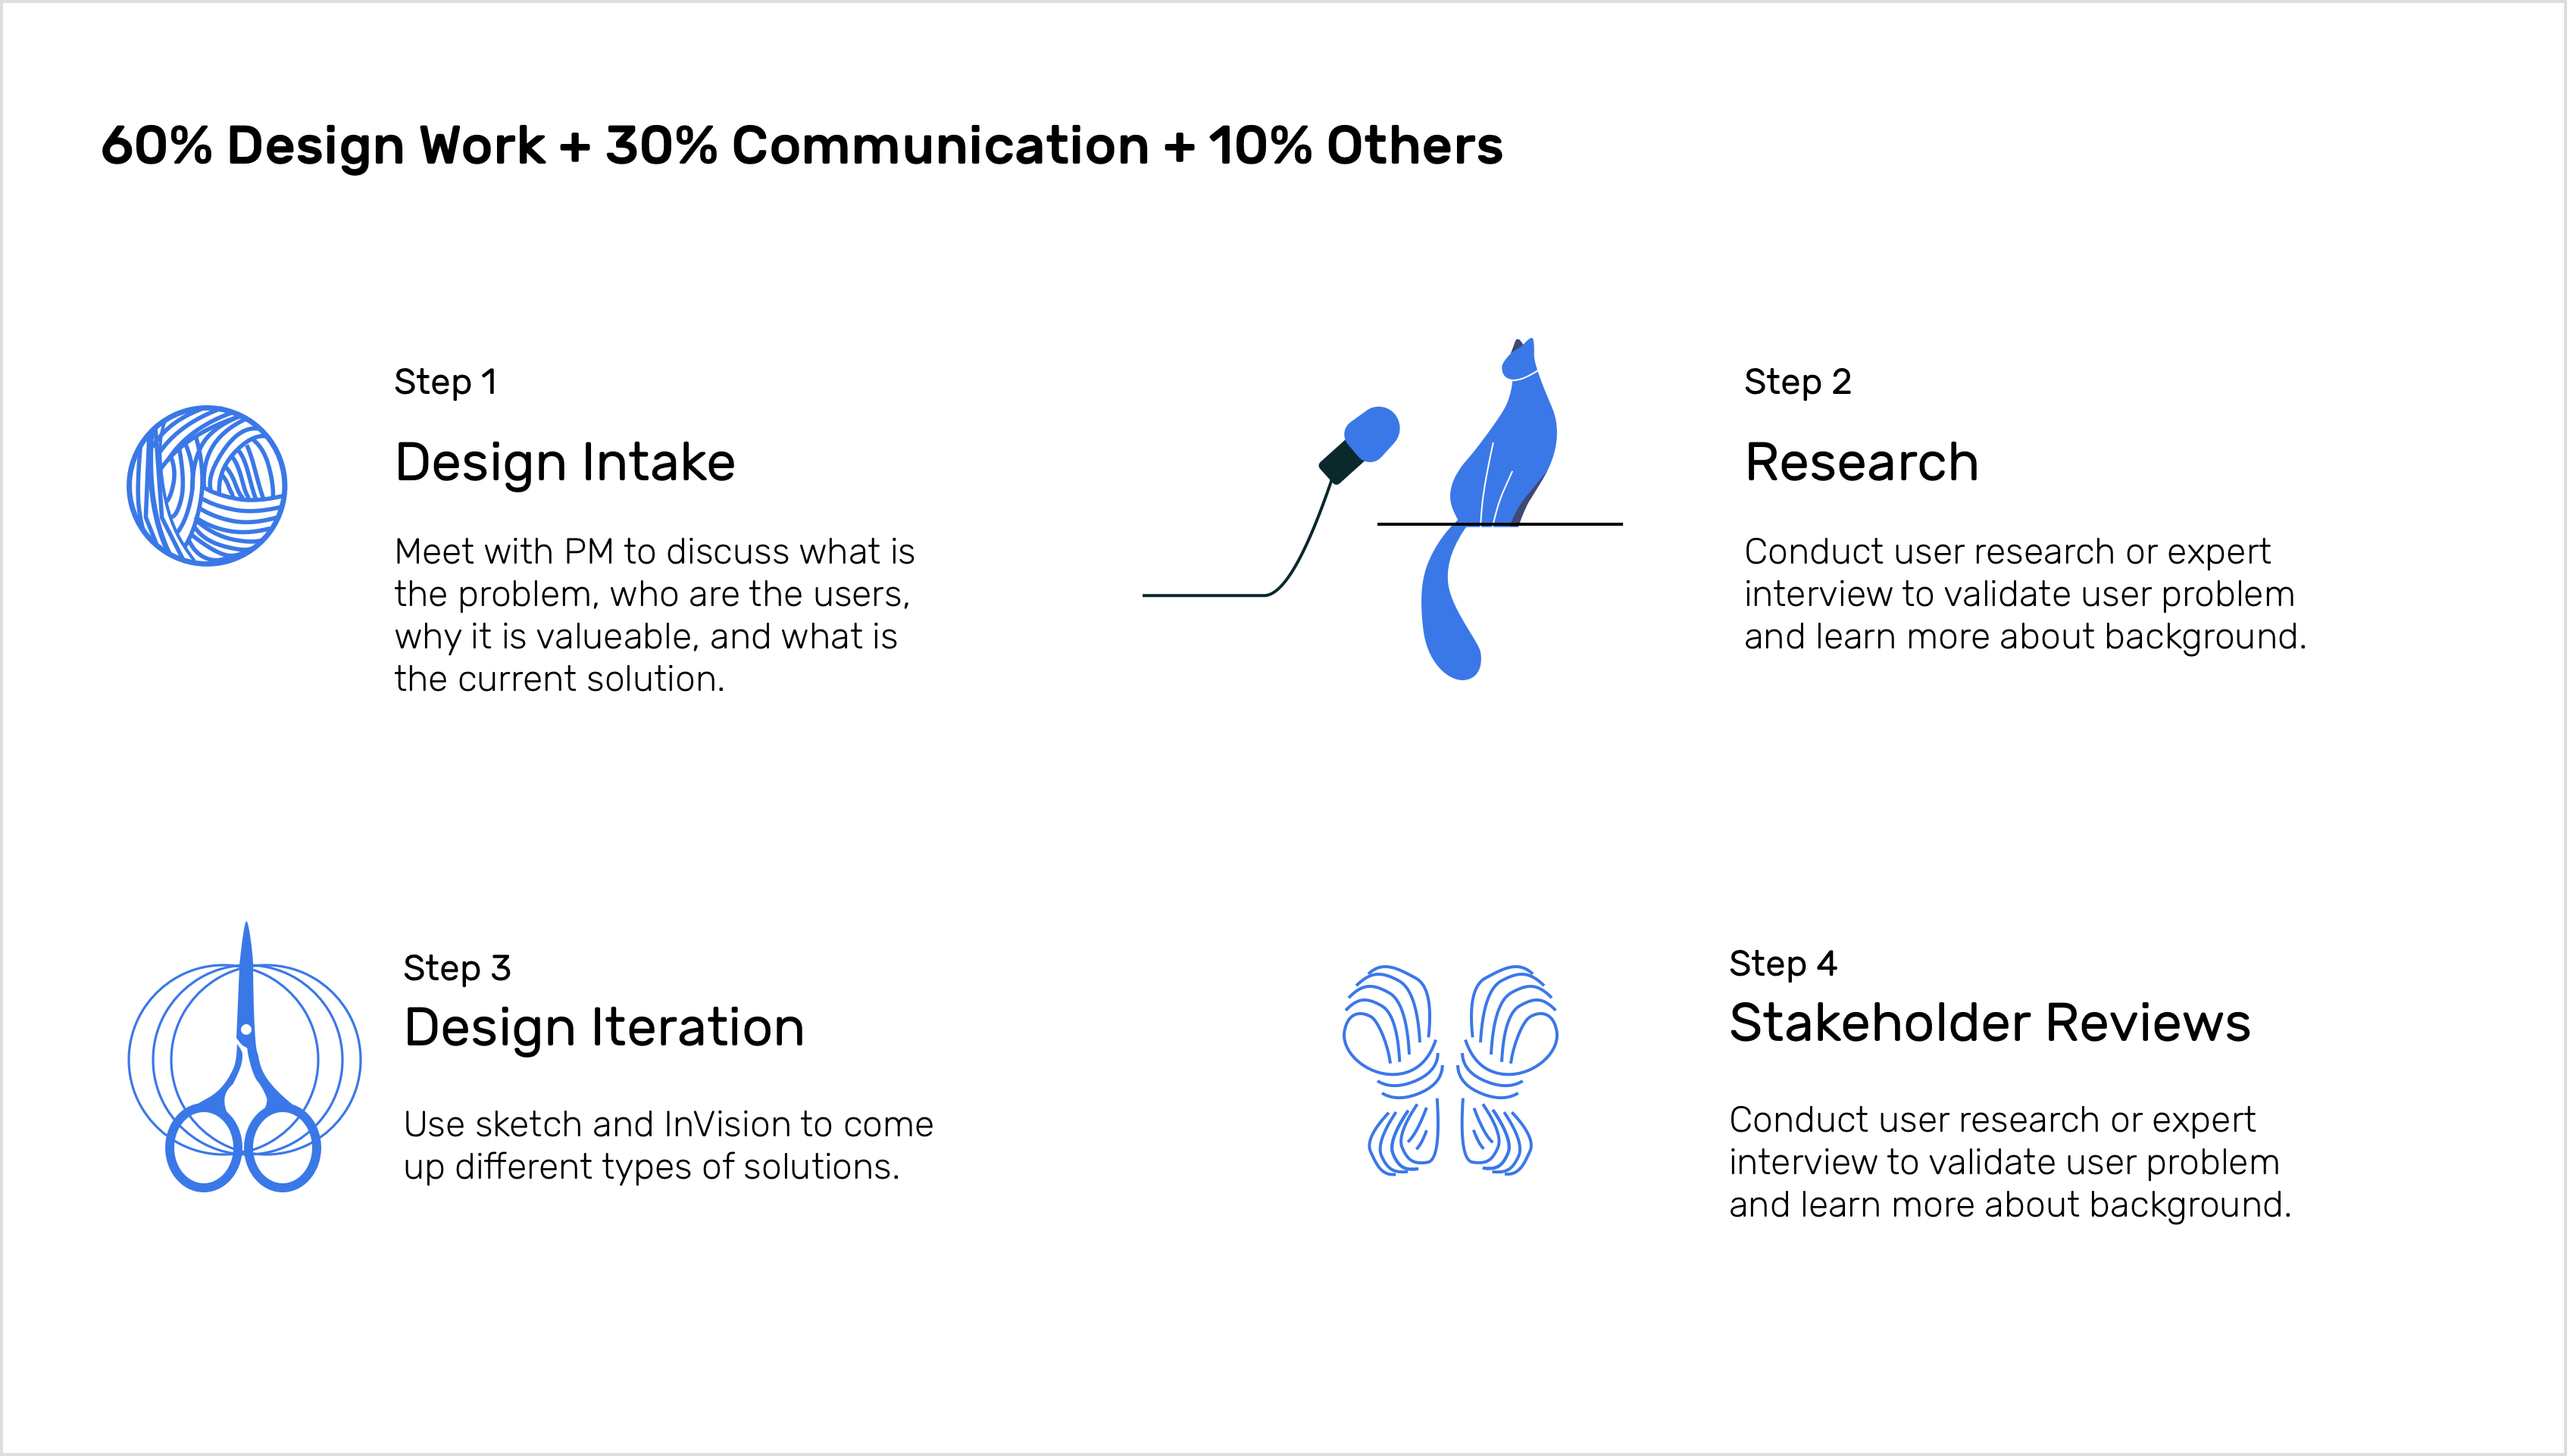 60% Design Work + 30% Communication + 10% Others
Step 1
Design Intake
Meet with PM to discuss what is
the problem, who are the users,
why it is valueable, and what is
the current solution.
Step 2
Research
Conduct user research or expert
interview to validate user problem
and learn more about background.
Step 3
Design Iteration
Use sketch and InVision to come
up different types of solutions.
Step 4
Stakeholder Reviews
Conduct user research or expert
interview to validate user problem
and learn more about background.